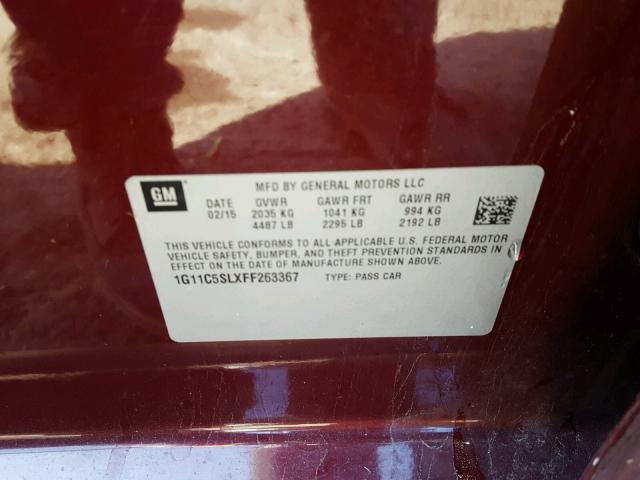 GM
MFD BY GENERAL MOTORS LLC
DATE GVWR GAWR FRT GAWR RR
02/15 2035 KG 1041 KG 994 KG
4487 LB 2295 LB 2192 LB
THIS VEHICLE CONFORMS TO ALL APPLICABLE U.S. FEDERAL MOTOR
VEHICLE SAFETY, BUMPER, AND THEFT PREVENTION STANDARDS IN
EFFECT ON THE DATE OF MANUFACTURE SHOWN ABOVE.
1G11C5SLXFF263367 TYPE: PASS CAR